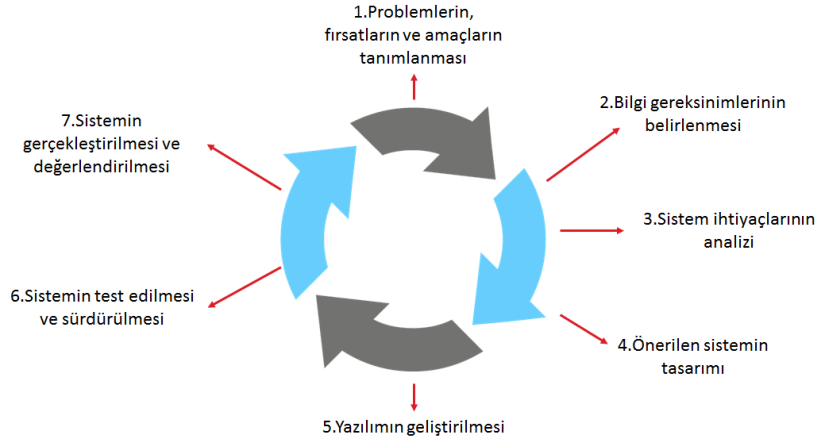 1.Problemlerin,
fırsatların ve amaçların
tanımlanması
2.Bilgi gereksinimlerinin
belirlenmesi
3.Sistem ihtiyaçlarının
analizi
4.Önerilen sistemin
tasarımı
5.Yazılımın geliştirilmesi
6.Sistemin test edilmesi
ve sürdürülmesi
7.Sistemin
gerçekleştirilmesi ve
değerlendirilmesi